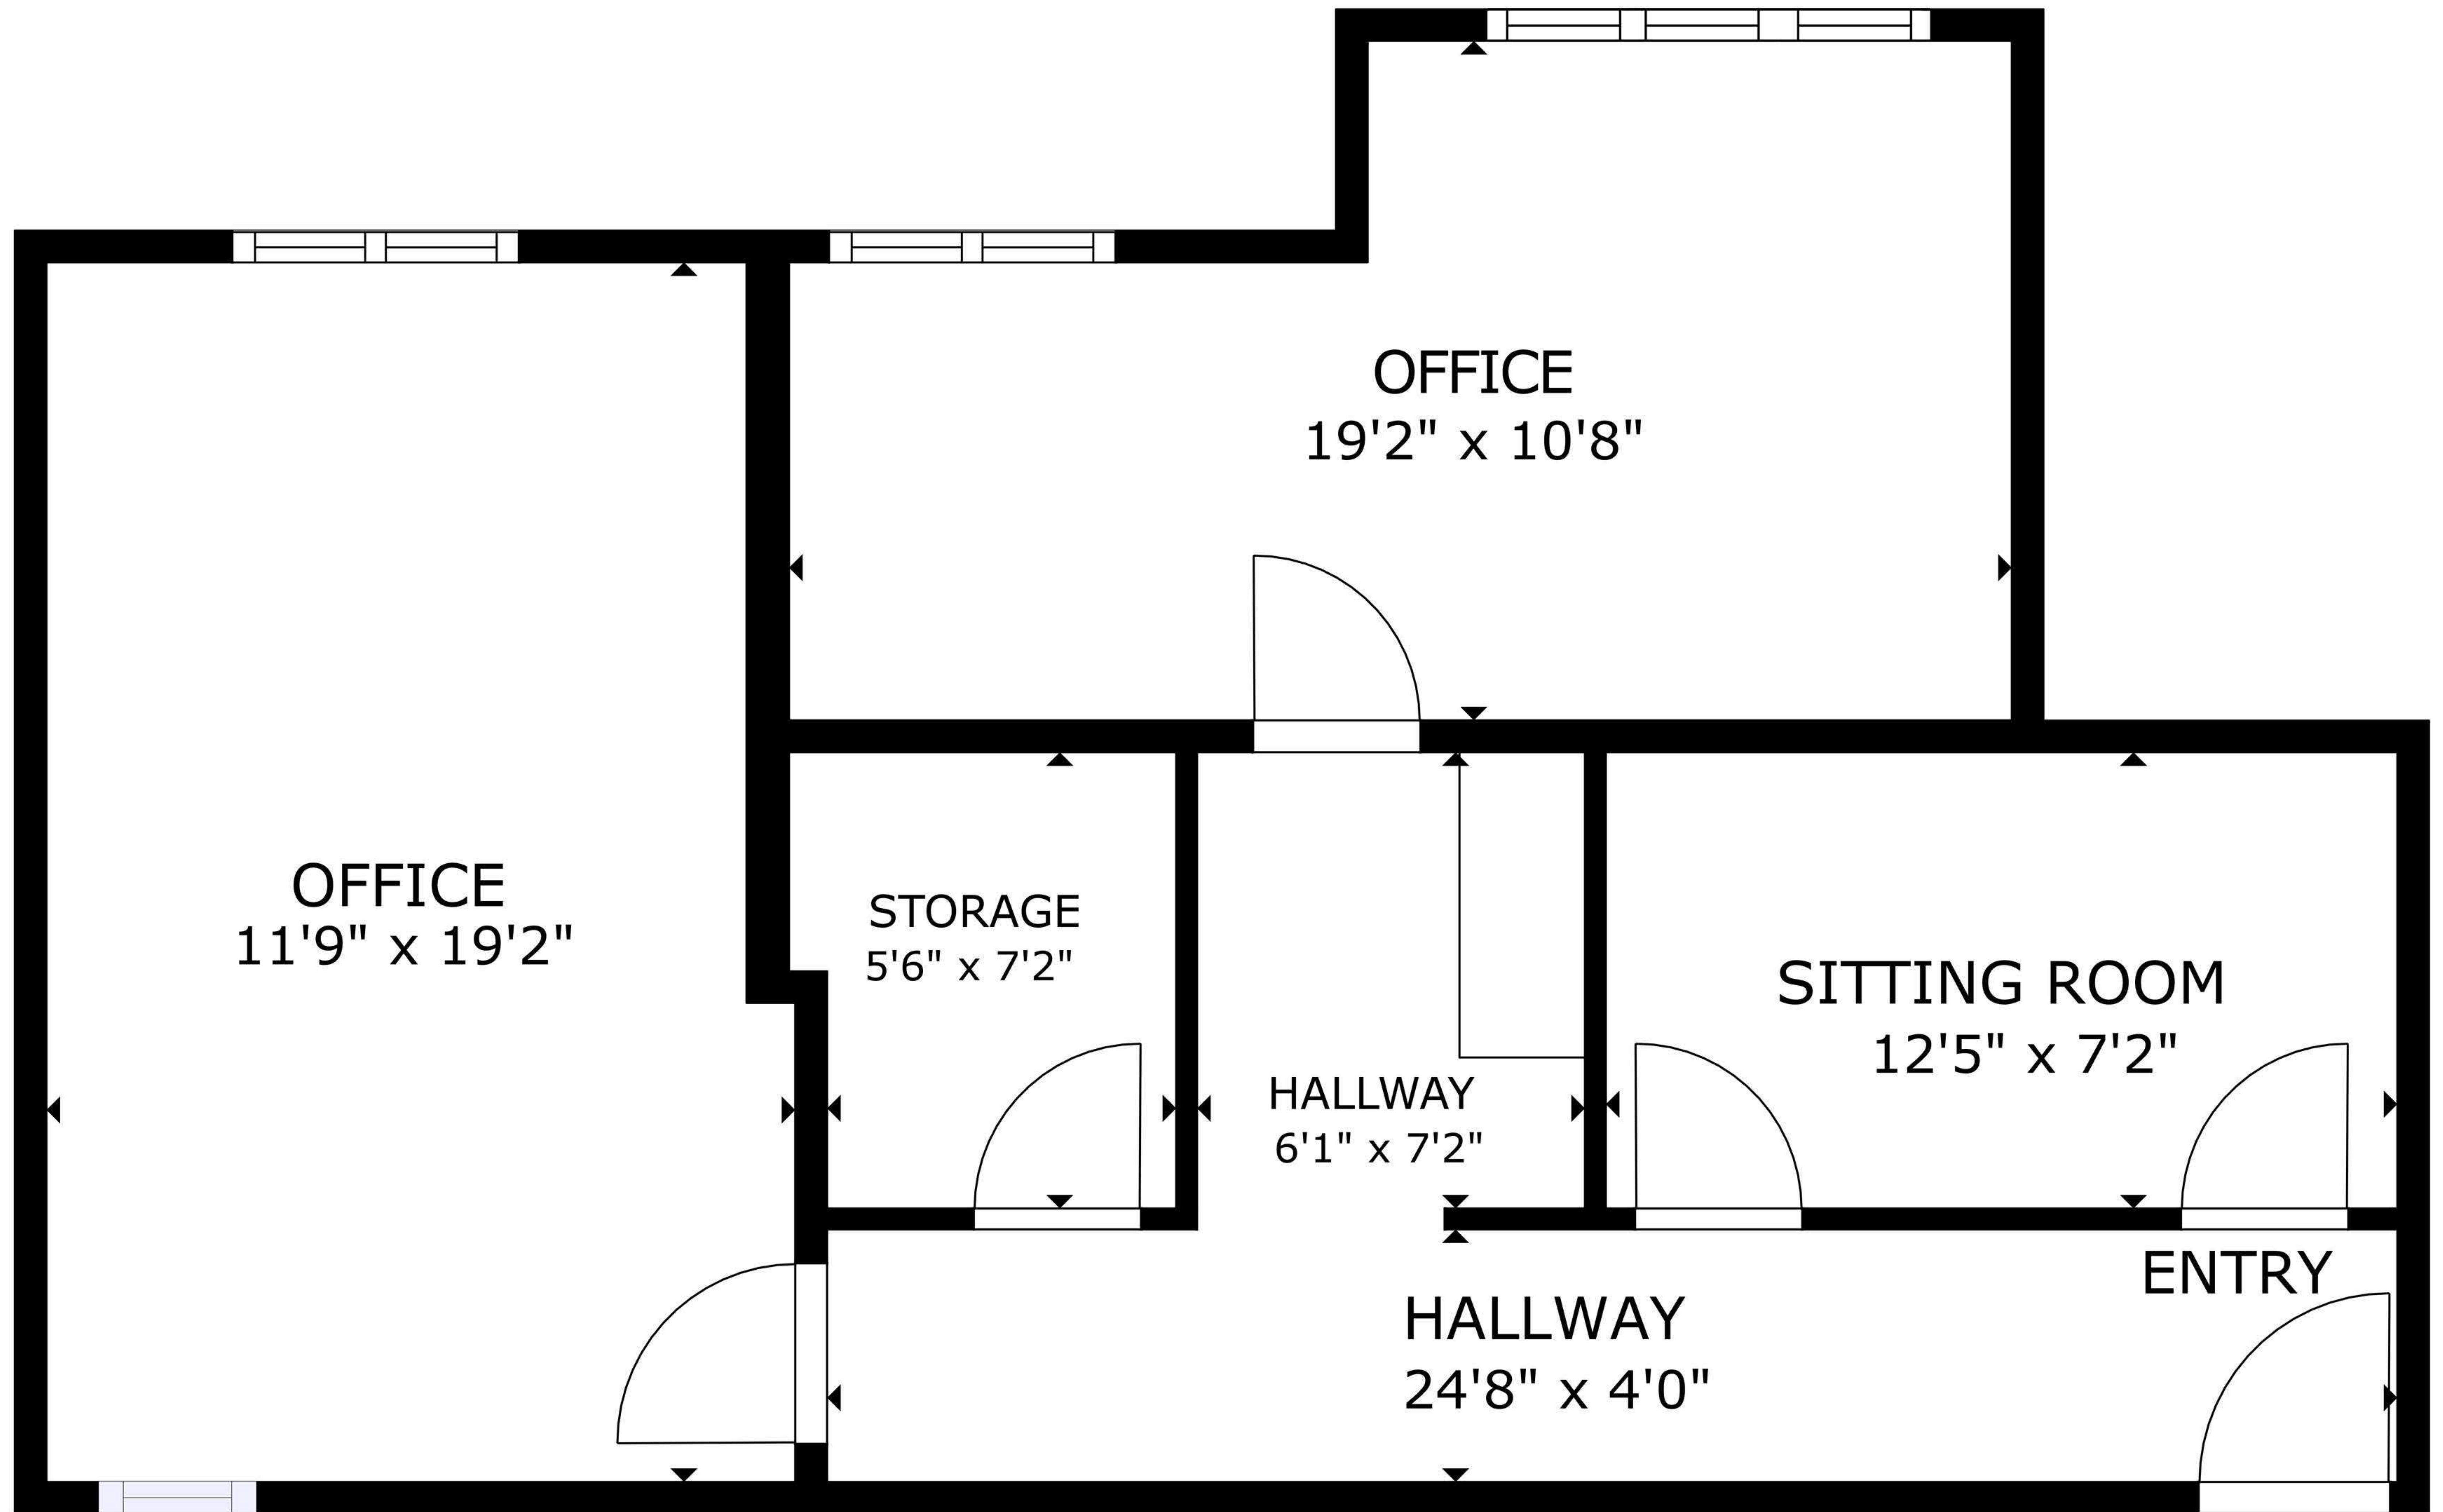 OFFICE
19'2" x 10'8"
OFFICE
11'9" x 19'2"
STORAGE
5'6" x 7'2"
HALLWAY
6'1" x 7'2"
SITTING ROOM
12'5" x 7'2"
ENTRY
HALLWAY
24'8" x 4'0"